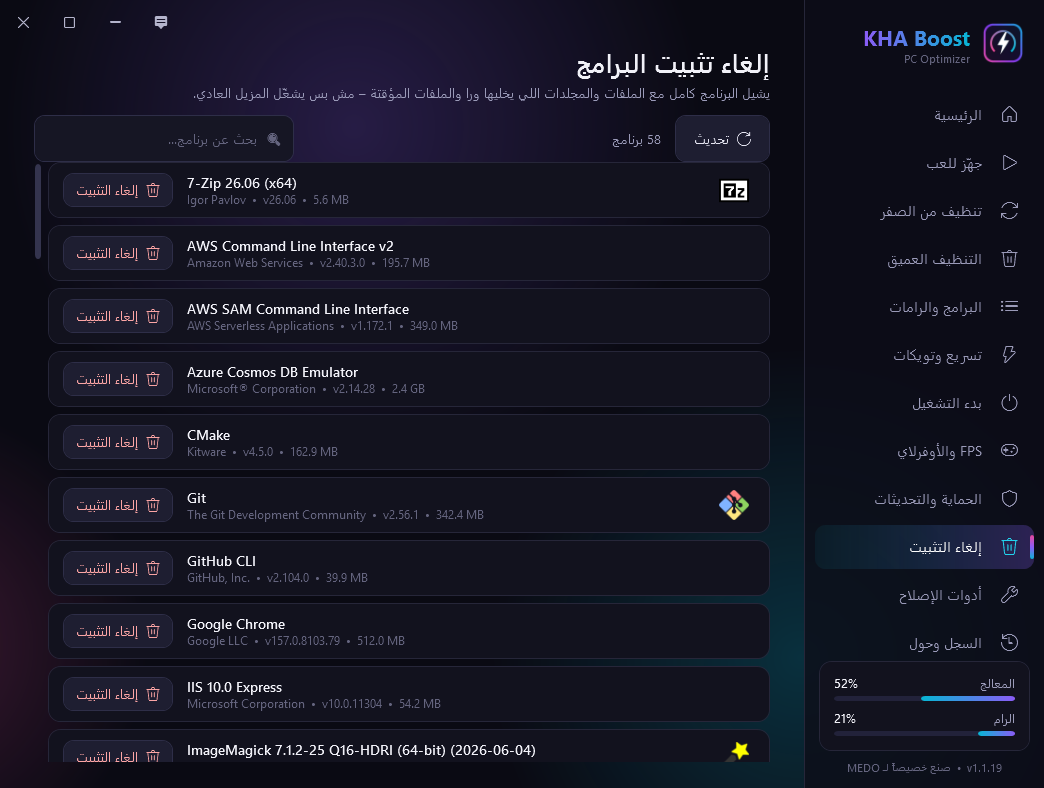 KHA Boost
PC Optimizer
الرئيسية
جهّز للعب
تنظيف من الصفر
التنظيف العميق
البرامج والرامات
تسريع وتويكات
بدء التشغيل
FPS والأوفرلاي
الحماية والتحديثات
إلغاء التثبيت
أدوات الإصلاح
السجل وحول
المعالج 52%
الرام 21%
v1.1.19 • صنع خصيصاً لـ MEDO
إلغاء تثبيت البرامج
يشيل البرنامج كامل مع الملفات والمجلدات اللي يخليها ورا والملفات المؤقتة – مش بس يشغّل المزيل العادي.
تحديث
58 برنامج
بحث عن برنامج...
7-Zip 26.06 (x64)
Igor Pavlov • v26.06 • 5.6 MB
إلغاء التثبيت
AWS Command Line Interface v2
Amazon Web Services • v2.40.3.0 • 195.7 MB
إلغاء التثبيت
AWS SAM Command Line Interface
AWS Serverless Applications • v1.172.1 • 349.0 MB
إلغاء التثبيت
Azure Cosmos DB Emulator
Microsoft® Corporation • v2.14.28 • 2.4 GB
إلغاء التثبيت
CMake
Kitware • v4.5.0 • 162.9 MB
إلغاء التثبيت
Git
The Git Development Community • v2.56.1 • 342.4 MB
إلغاء التثبيت
GitHub CLI
GitHub, Inc. • v2.104.0 • 39.9 MB
إلغاء التثبيت
Google Chrome
Google LLC • v157.0.8103.79 • 512.0 MB
إلغاء التثبيت
IIS 10.0 Express
Microsoft Corporation • v10.0.11304 • 54.2 MB
إلغاء التثبيت
ImageMagick 7.1.2-25 Q16-HDRI (64-bit) (2026-06-04)
إلغاء التثبيت